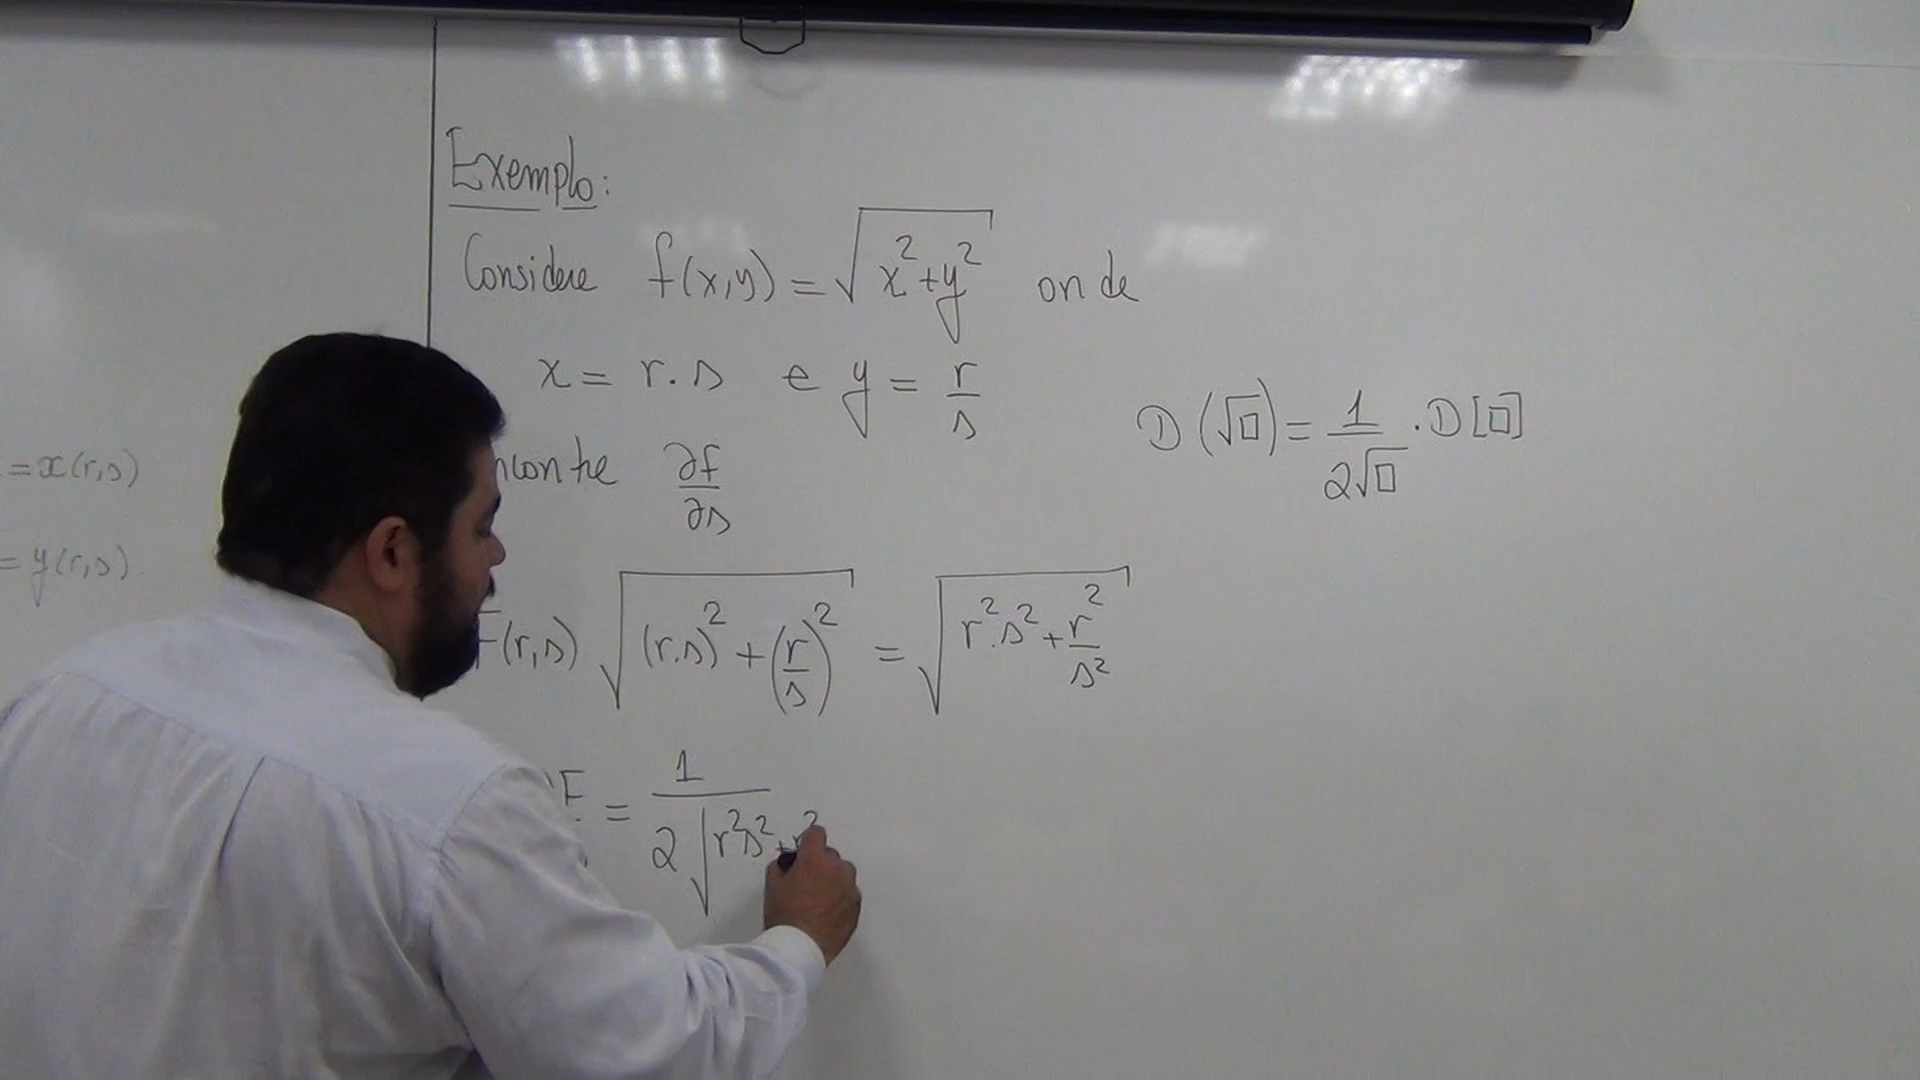 Exemplo:
Considere f(x,y) = √(x²+y²) onde
x = r.s e y = r/s
ncontre ∂f/∂s
D(√□) = 1/(2√□) . D[□]
= x(r,s)
= y(r,s)
F(r,s) √((r.s)² + (r/s)²) = √(r².s² + r²/s²)
F = 1/(2√(r²s² + r²